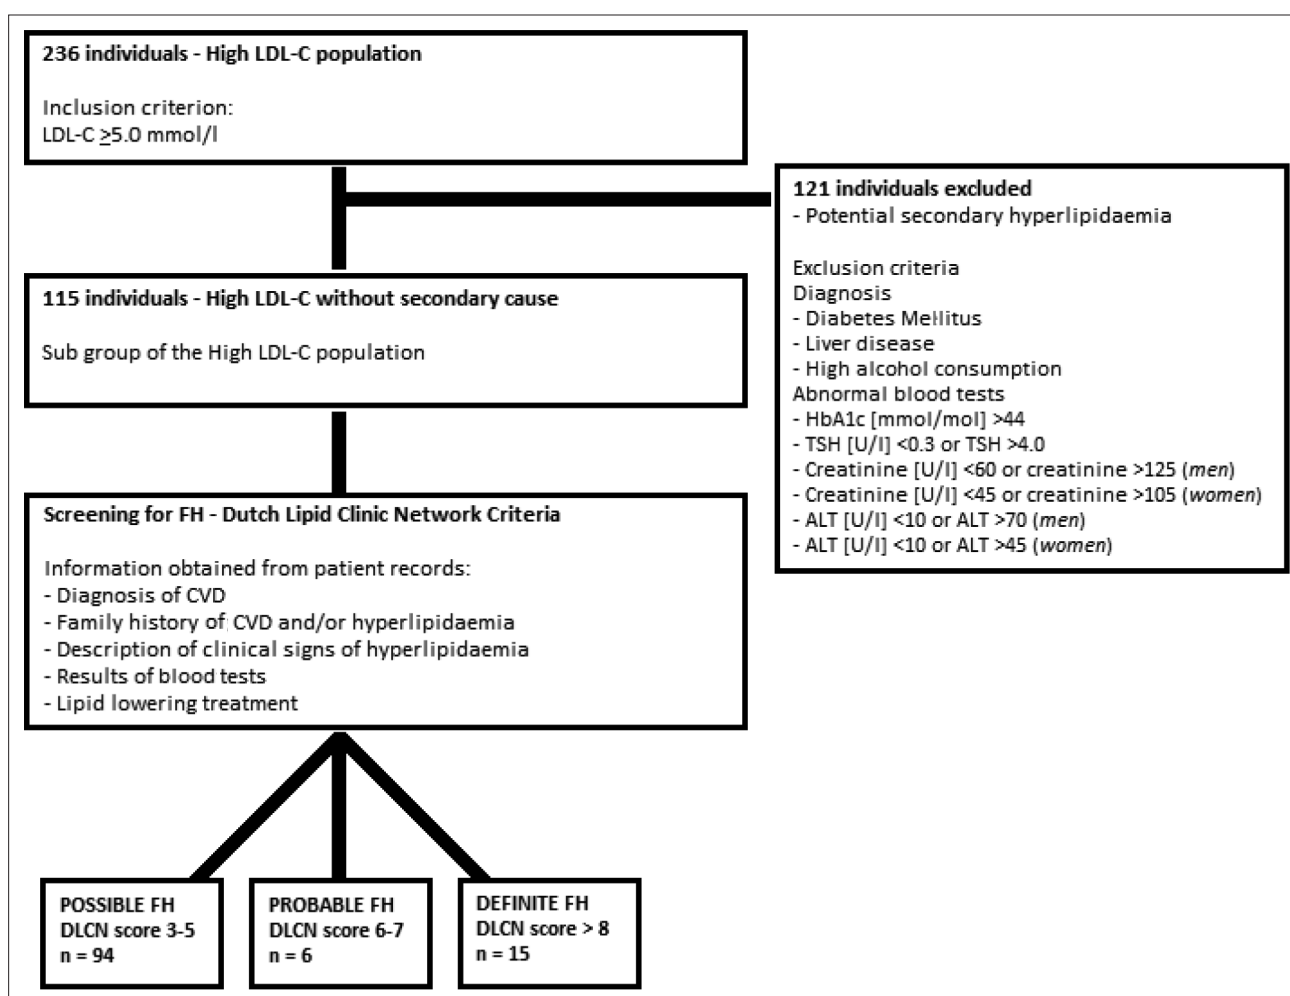 236 individuals - High LDL-C population
Inclusion criterion:
LDL-C ≥5.0 mmol/l
121 individuals excluded
- Potential secondary hyperlipidaemia
Exclusion criteria
Diagnosis
- Diabetes Mellitus
- Liver disease
- High alcohol consumption
Abnormal blood tests
- HbA1c [mmol/mol] >44
- TSH [U/l] <0.3 or TSH >4.0
- Creatinine [U/l] <60 or creatinine >125 (men)
- Creatinine [U/l] <45 or creatinine >105 (women)
- ALT [U/l] <10 or ALT >70 (men)
- ALT [U/l] <10 or ALT >45 (women)
115 individuals - High LDL-C without secondary cause
Sub group of the High LDL-C population
Screening for FH - Dutch Lipid Clinic Network Criteria
Information obtained from patient records:
- Diagnosis of CVD
- Family history of CVD and/or hyperlipidaemia
- Description of clinical signs of hyperlipidaemia
- Results of blood tests
- Lipid lowering treatment
POSSIBLE FH
DLCN score 3-5
n = 94
PROBABLE FH
DLCN score 6-7
n = 6
DEFINITE FH
DLCN score > 8
n = 15